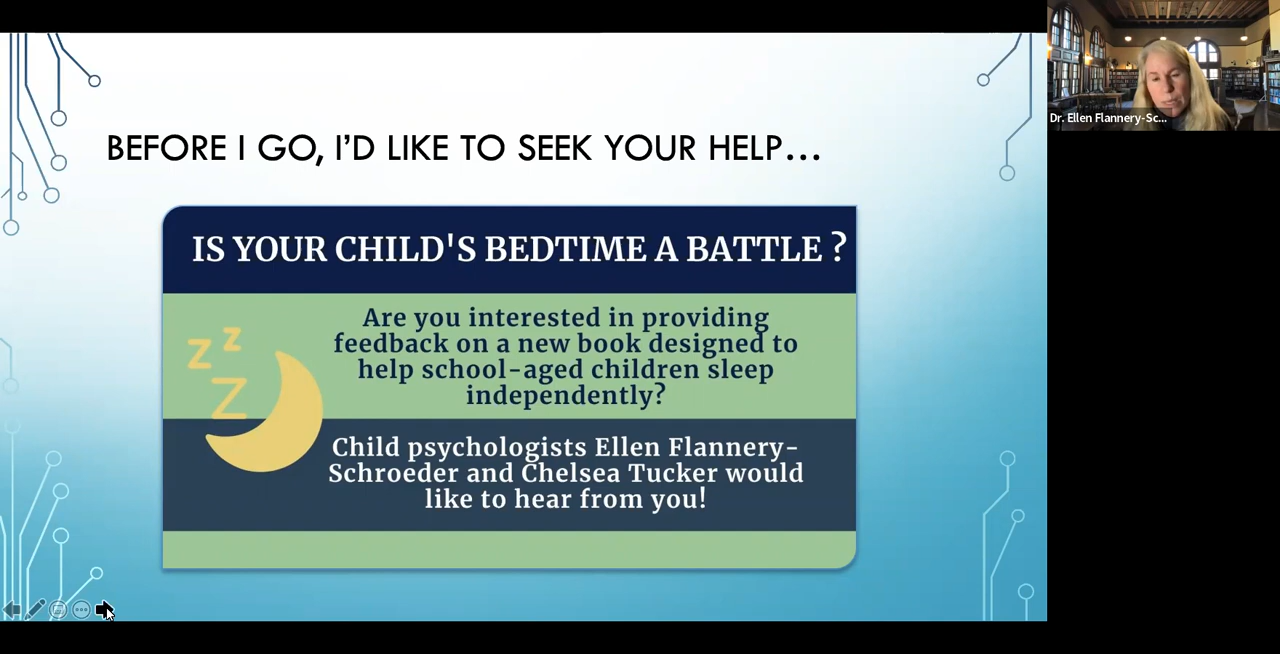 BEFORE I GO, I'D LIKE TO SEEK YOUR HELP...
IS YOUR CHILD'S BEDTIME A BATTLE ?
z
z
z
Are you interested in providing
feedback on a new book designed to
help school-aged children sleep
independently?
Child psychologists Ellen Flannery-
Schroeder and Chelsea Tucker would
like to hear from you!
Dr. Ellen Flannery-Sc...